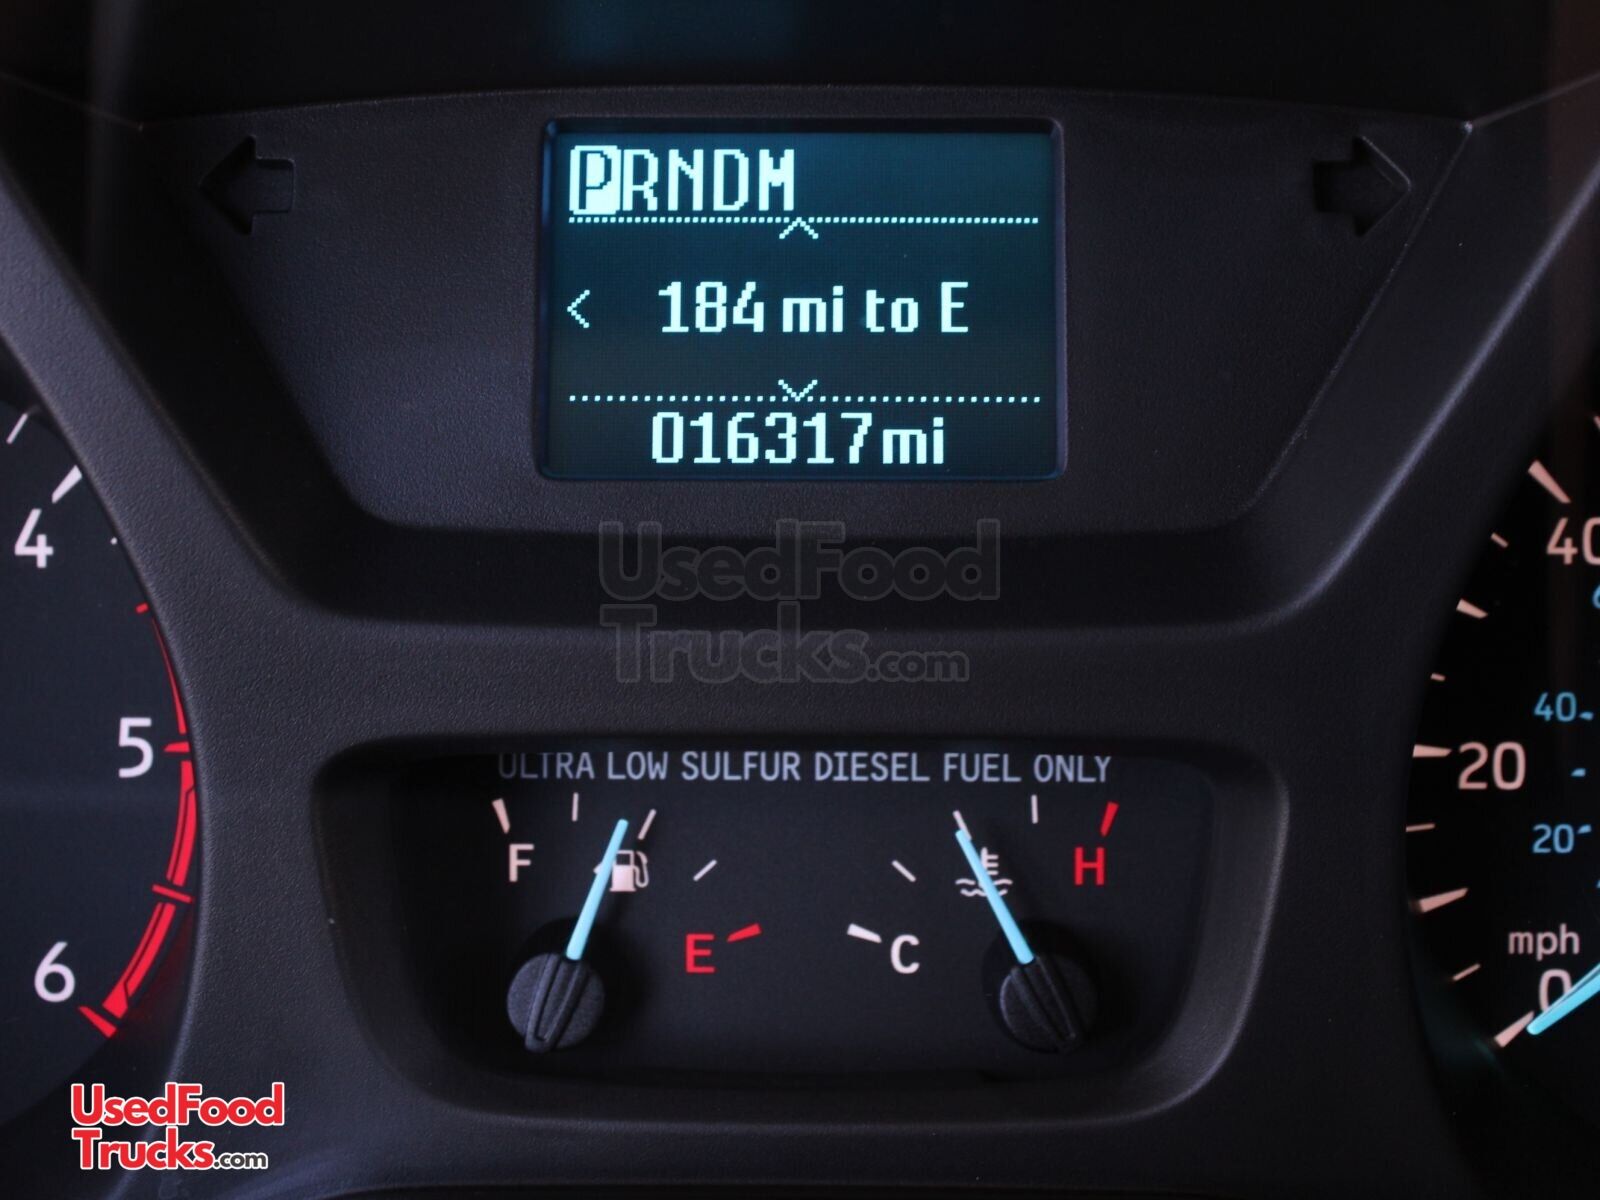 PRNDM
< 184 mi to E
016317mi
4
5
6
ULTRA LOW SULFUR DIESEL FUEL ONLY
F
E
C
H
40
20
40
20
mph
0
UsedFood
Trucks.com
UsedFood
Trucks.com